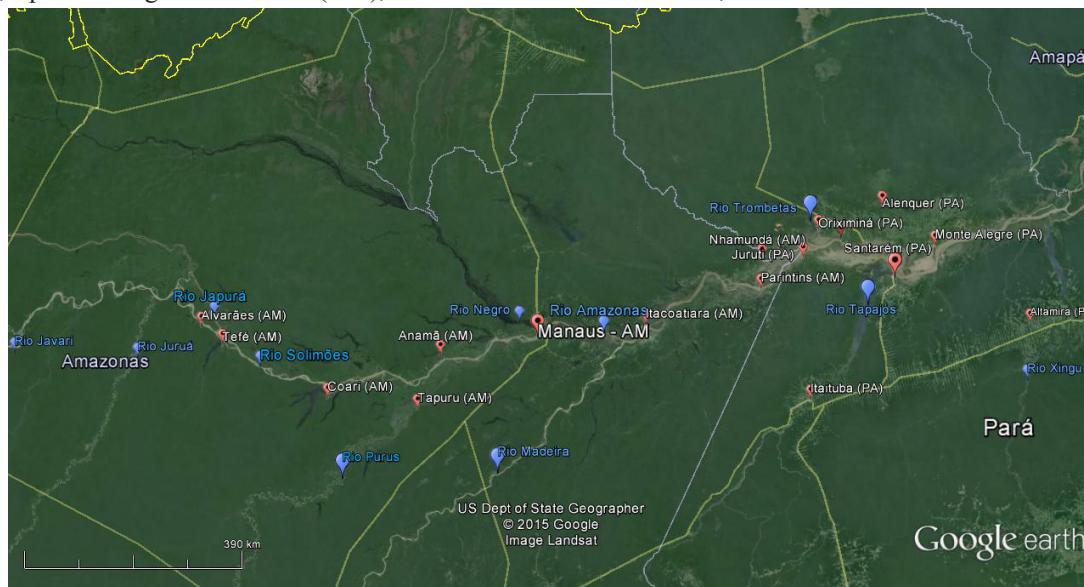 Amapá
Alenquer (PA)
Rio Trombetas
Oriximiná (PA)
Monte Alegre (PA)
Nhamundá (AM)
Santarém (PA)
Juruti (PA)
Parintins (AM)
Rio Japurá
Alvarães (AM)
Rio Negro
Rio Amazonas
Itacoatiara (AM)
Rio Tapajós
Altamira (P
Tefé (AM)
Anamã (AM)
Manaus - AM
Rio Javari
Rio Juruá
Rio Solimões
Amazonas
Rio Xingu
Coari (AM)
Tapuru (AM)
Itaituba (PA)
Pará
Rio Purus
Rio Madeira
US Dept of State Geographer
© 2015 Google
Image Landsat
390 km
Google earth